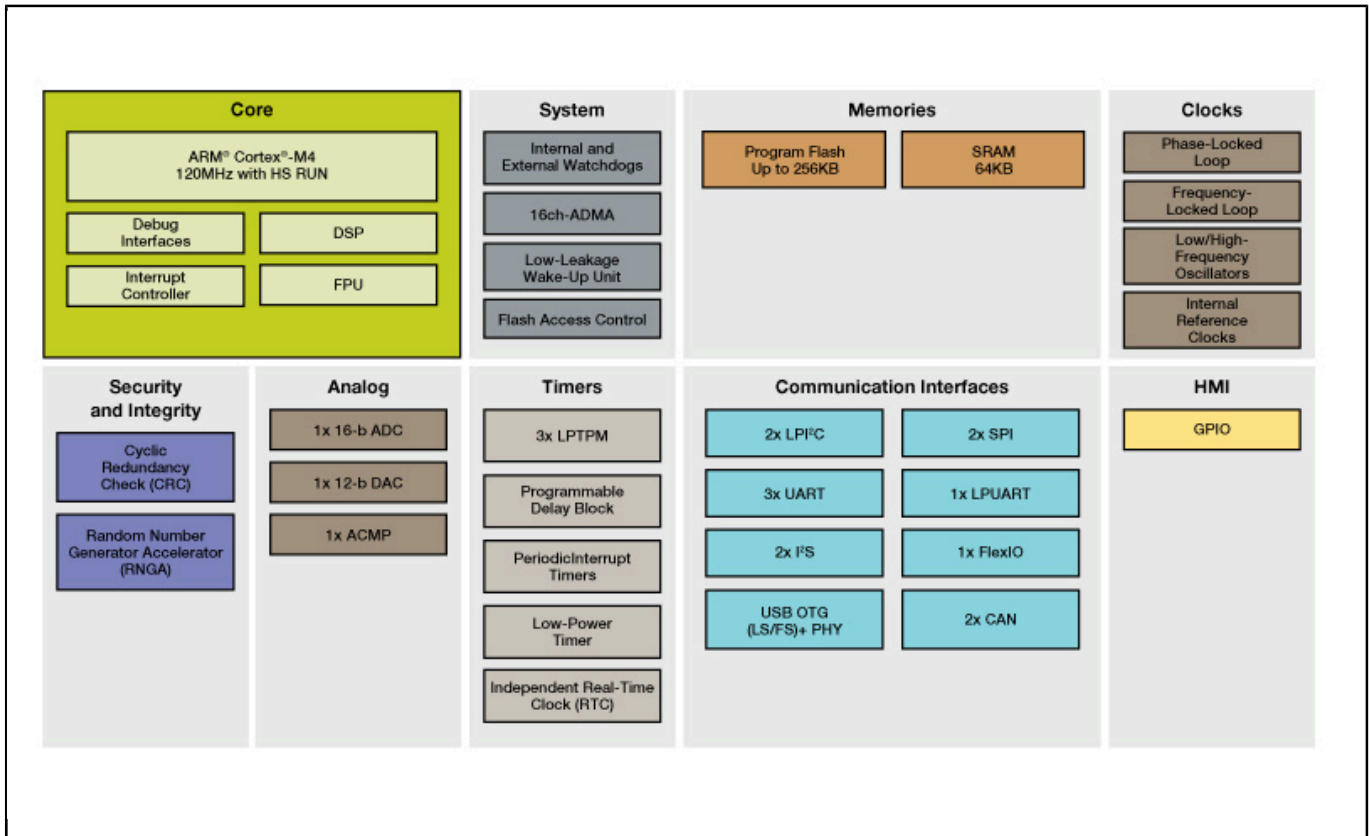 Core
ARM® Cortex®-M4
120MHz with HS RUN
Debug
Interfaces
DSP
Interrupt
Controller
FPU
System
Internal and
External Watchdogs
16ch-ADMA
Low-Leakage
Wake-Up Unit
Flash Access Control
Memories
Program Flash
Up to 256KB
SRAM
64KB
Clocks
Phase-Locked
Loop
Frequency-
Locked Loop
Low/High-
Frequency
Oscillators
Internal
Reference
Clocks
Security
and Integrity
Cyclic
Redundancy
Check (CRC)
Random Number
Generator Accelerator
(RNGA)
Analog
1x 16-b ADC
1x 12-b DAC
1x ACMP
Timers
3x LPTPM
Programmable
Delay Block
PeriodicInterrupt
Timers
Low-Power
Timer
Independent Real-Time
Clock (RTC)
Communication Interfaces
2x LPI²C
2x SPI
3x UART
1x LPUART
2x I²S
1x FlexIO
USB OTG
(LS/FS)+ PHY
2x CAN
HMI
GPIO